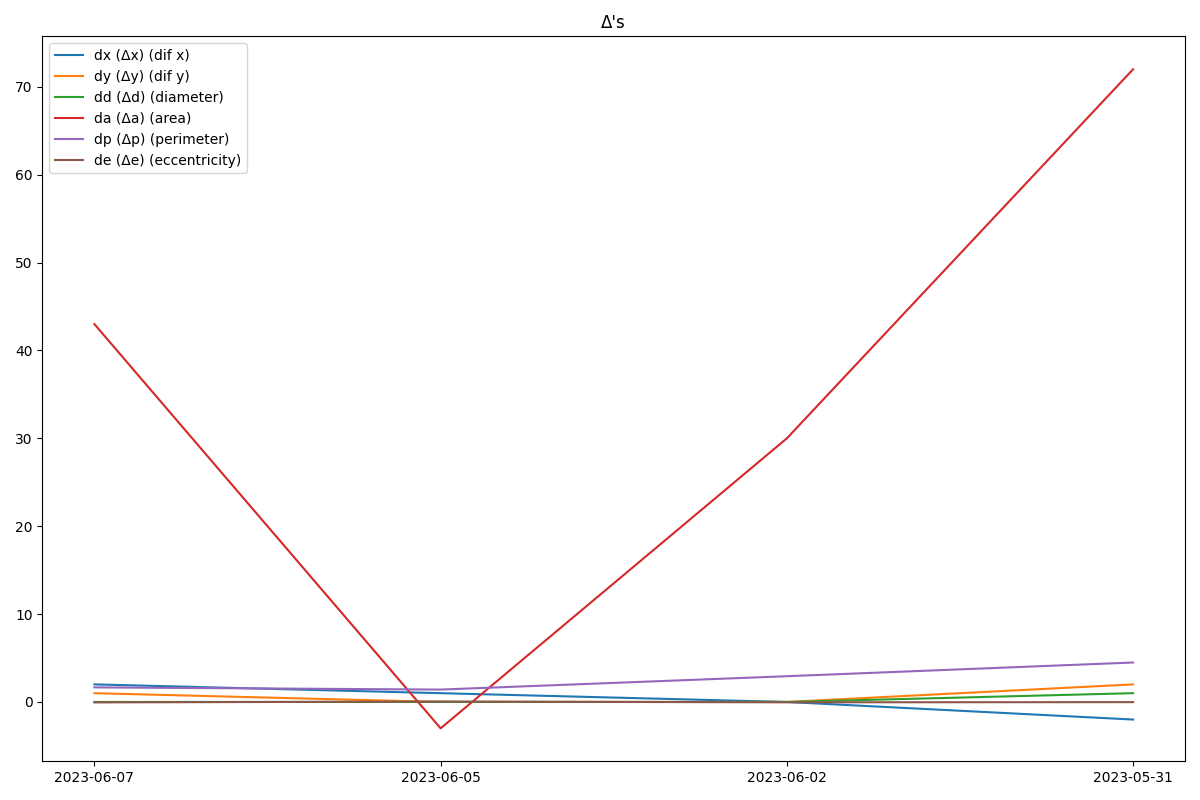 Δ's
dx (Δx) (dif x)
dy (Δy) (dif y)
dd (Δd) (diameter)
da (Δa) (area)
dp (Δp) (perimeter)
de (Δe) (eccentricity)
70
60
50
40
30
20
10
0
2023-06-07 2023-06-05 2023-06-02 2023-05-31